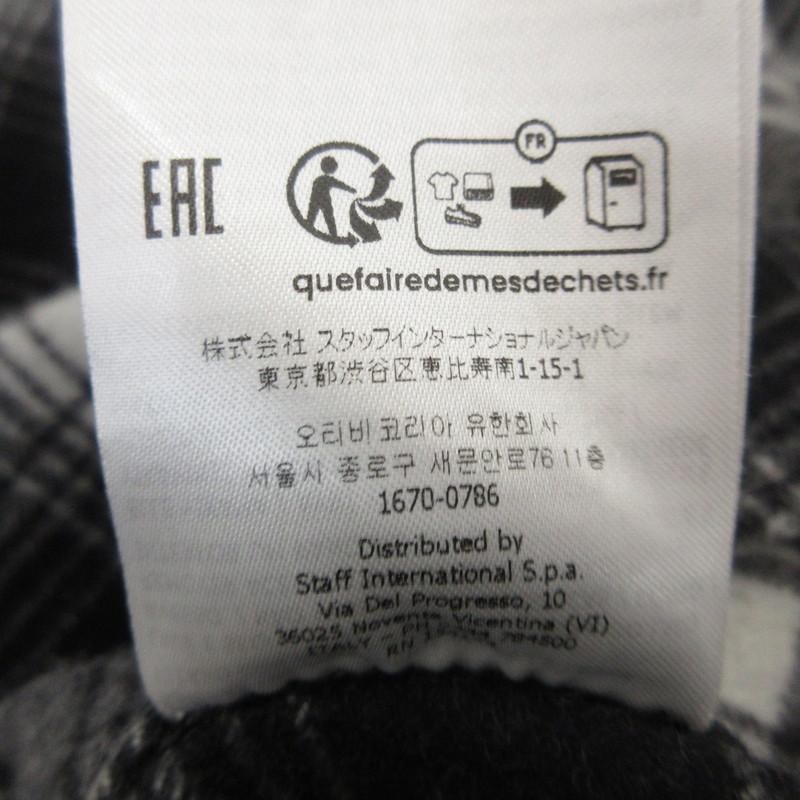 EAC
FR
quefairedemesdechets.fr
株式会社 スタッフインターナショナルジャパン
東京都渋谷区恵比寿南1-15-1
오티비 코리아 유한회사
서울시 종로구 새문안로76 11층
1670-0786
Distributed by
Staff International S.p.a.
Via Del Progresso, 10
36025 Noventa Vicentina (VI)
ITALY - PH
RN